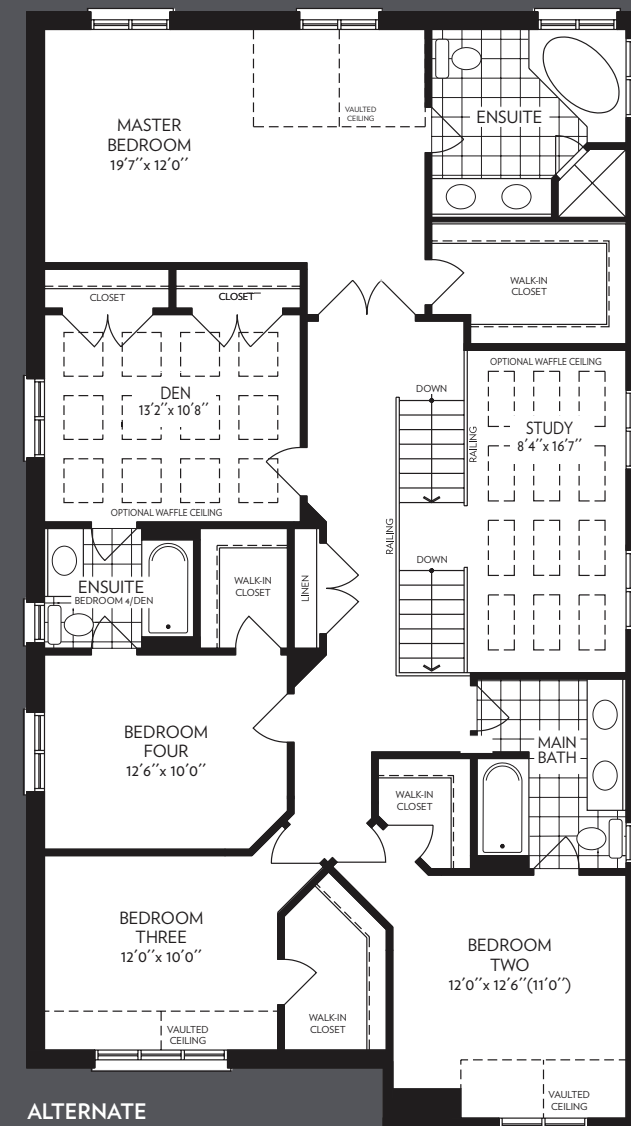 VAULTED
CEILING
MASTER
BEDROOM
19'7" x 12'0"
ENSUITE
WALK-IN
CLOSET
CLOSET
CLOSET
DEN
13'2" x 10'8"
OPTIONAL WAFFLE CEILING
OPTIONAL WAFFLE CEILING
STUDY
8'4" x 16'7"
DOWN
RAILING
RAILING
DOWN
ENSUITE
BEDROOM 4/DEN
WALK-IN
CLOSET
LINEN
BEDROOM
FOUR
12'6" x 10'0"
MAIN
BATH
WALK-IN
CLOSET
BEDROOM
THREE
12'0" x 10'0"
VAULTED
CEILING
WALK-IN
CLOSET
BEDROOM
TWO
12'0" x 12'6"(11'0")
VAULTED
CEILING
ALTERNATE